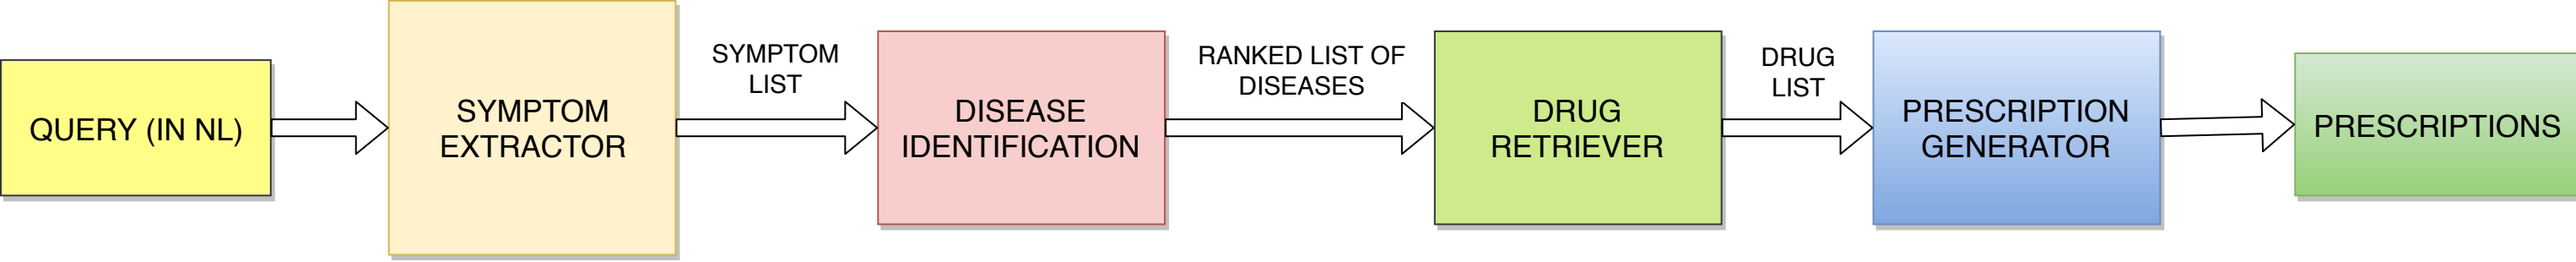 QUERY (IN NL)
SYMPTOM
EXTRACTOR
SYMPTOM
LIST
DISEASE
IDENTIFICATION
RANKED LIST OF
DISEASES
DRUG
RETRIEVER
DRUG
LIST
PRESCRIPTION
GENERATOR
PRESCRIPTIONS